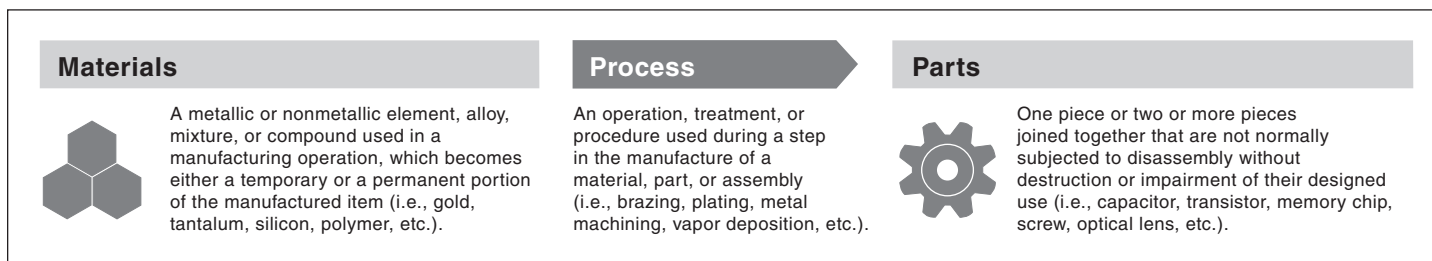 Materials
A metallic or nonmetallic element, alloy,
mixture, or compound used in a
manufacturing operation, which becomes
either a temporary or a permanent portion
of the manufactured item (i.e., gold,
tantalum, silicon, polymer, etc.).
Process
An operation, treatment, or
procedure used during a step
in the manufacture of a
material, part, or assembly
(i.e., brazing, plating, metal
machining, vapor deposition, etc.).
Parts
One piece or two or more pieces
joined together that are not normally
subjected to disassembly without
destruction or impairment of their designed
use (i.e., capacitor, transistor, memory chip,
screw, optical lens, etc.).